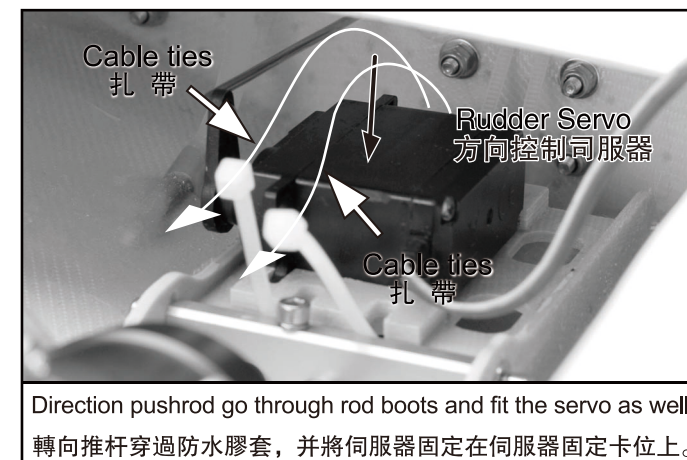 Cable ties
扎 帶
Rudder Servo
方向控制司服器
Cable ties
扎 帶
Direction pushrod go through rod boots and fit the servo as well
轉向推杆穿過防水膠套，并將伺服器固定在伺服器固定卡位上。